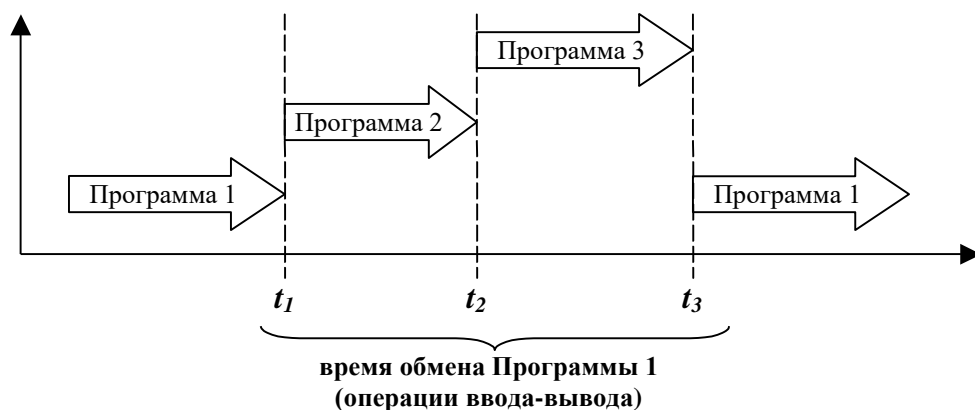 Программа 3
Программа 2
Программа 1
Программа 1
t1
t2
t3
время обмена Программы 1
(операции ввода-вывода)